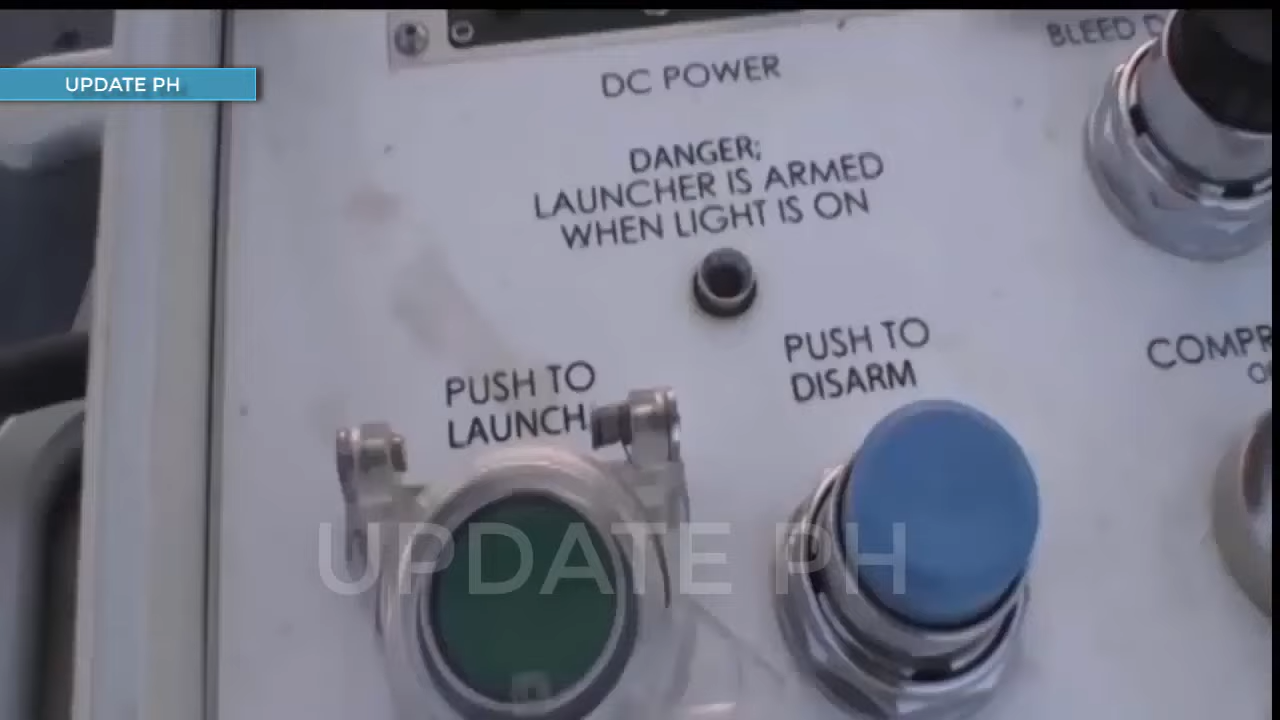 UPDATE PH
BLEED
DC POWER
DANGER;
LAUNCHER IS ARMED
WHEN LIGHT IS ON
PUSH TO
DISARM
PUSH TO
LAUNCH
UPDATE PH